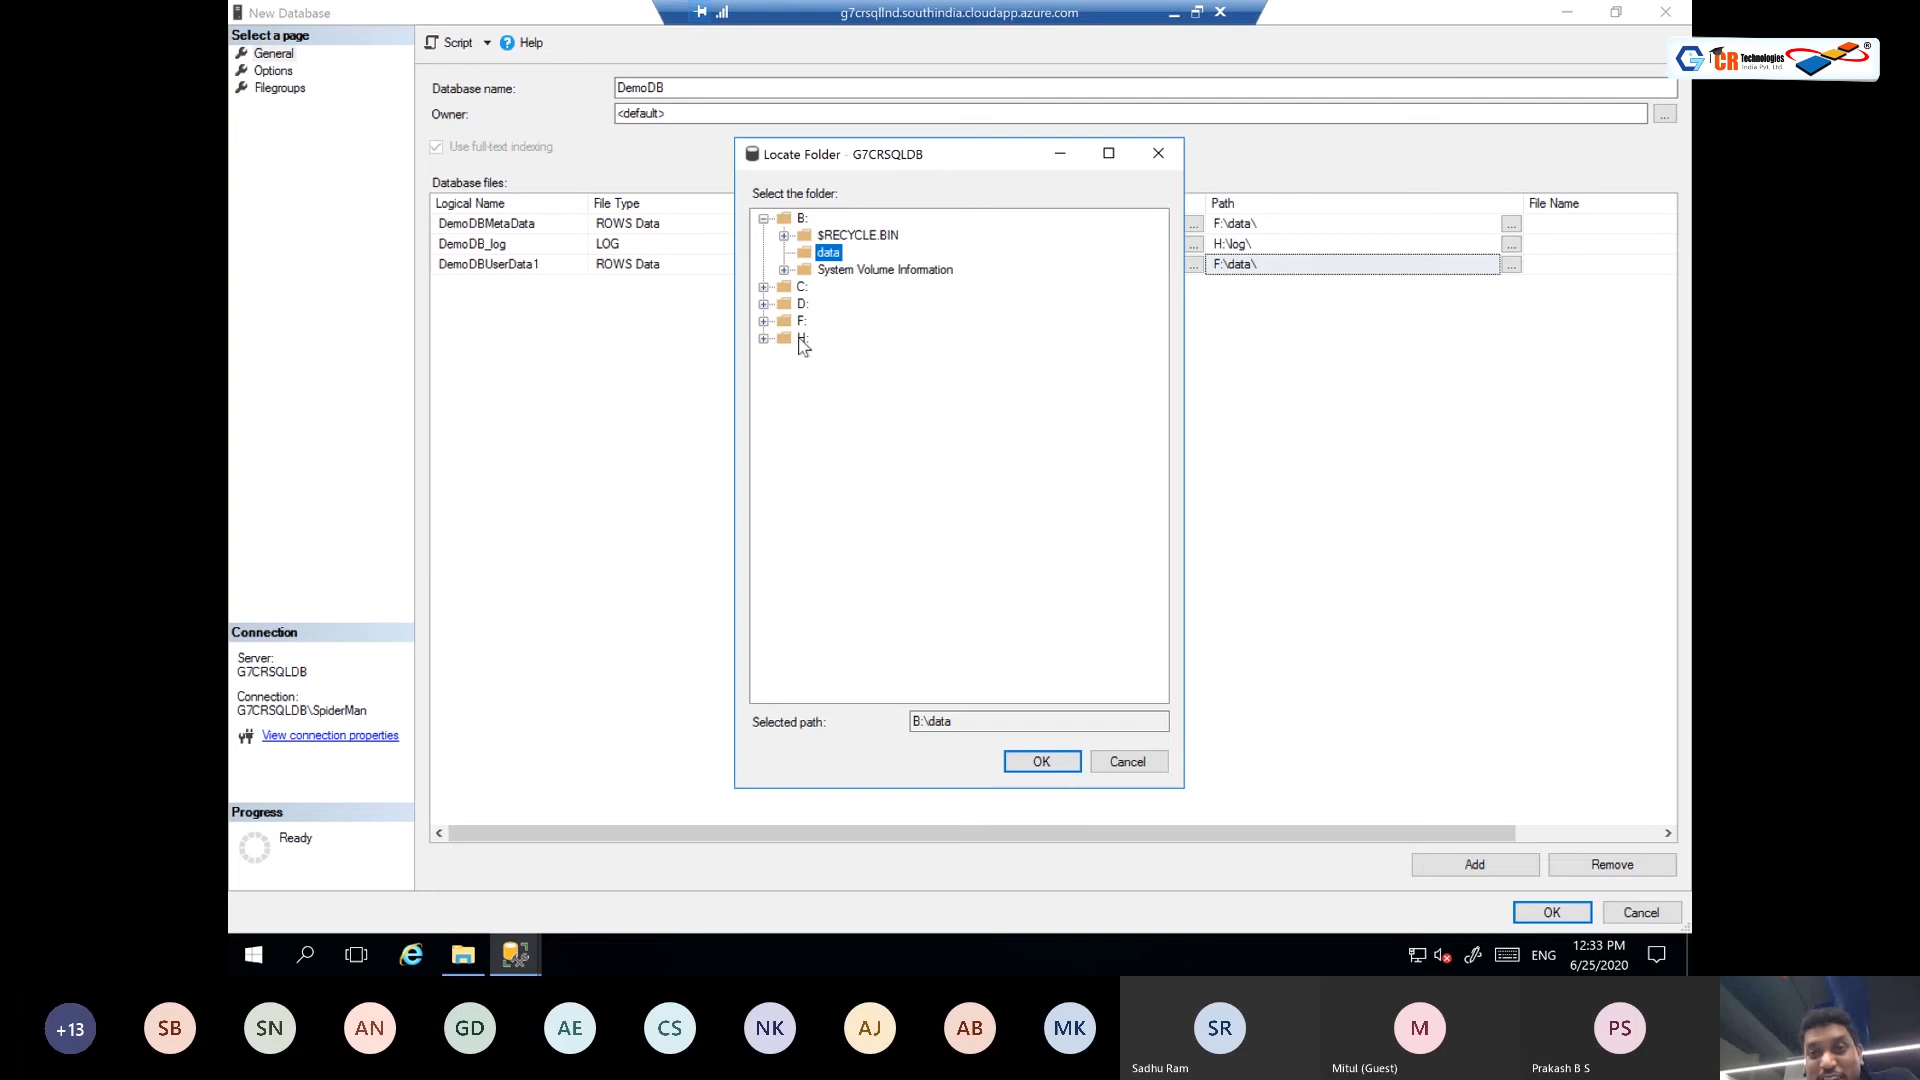 New Database
g7crsqllnd.southindia.cloudapp.azure.com
Select a page
General
Options
Filegroups
Script
Help
CR Technologies
India Pvt. Ltd.
®
Database name:
DemoDB
Owner:
<default>
...
Use full-text indexing
Database files:
Logical Name File Type Path File Name
DemoDBMetaData ROWS Data ... F:\data\ ...
DemoDB_log LOG ... H:\log\ ...
DemoDBUserData1 ROWS Data ... F:\data\ ...
Locate Folder - G7CRSQLDB
Select the folder:
B:
$RECYCLE.BIN
data
System Volume Information
C:
D:
F:
H:
Selected path:
B:\data
OK
Cancel
Connection
Server:
G7CRSQLDB
Connection:
G7CRSQLDB\SpiderMan
View connection properties
Progress
Ready
Add
Remove
OK
Cancel
ENG
12:33 PM
6/25/2020
+13
SB
SN
AN
GD
AE
CS
NK
AJ
AB
MK
SR
M
PS
Sadhu Ram
Mitul (Guest)
Prakash B S